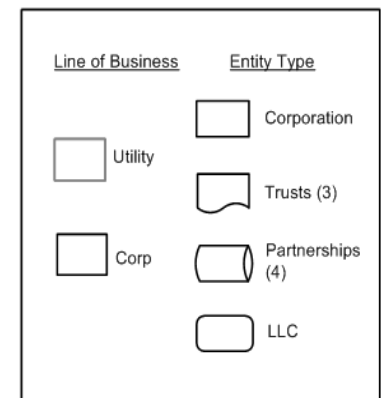 Line of Business
Entity Type
Corporation
Utility
Trusts (3)
Corp
Partnerships
(4)
LLC